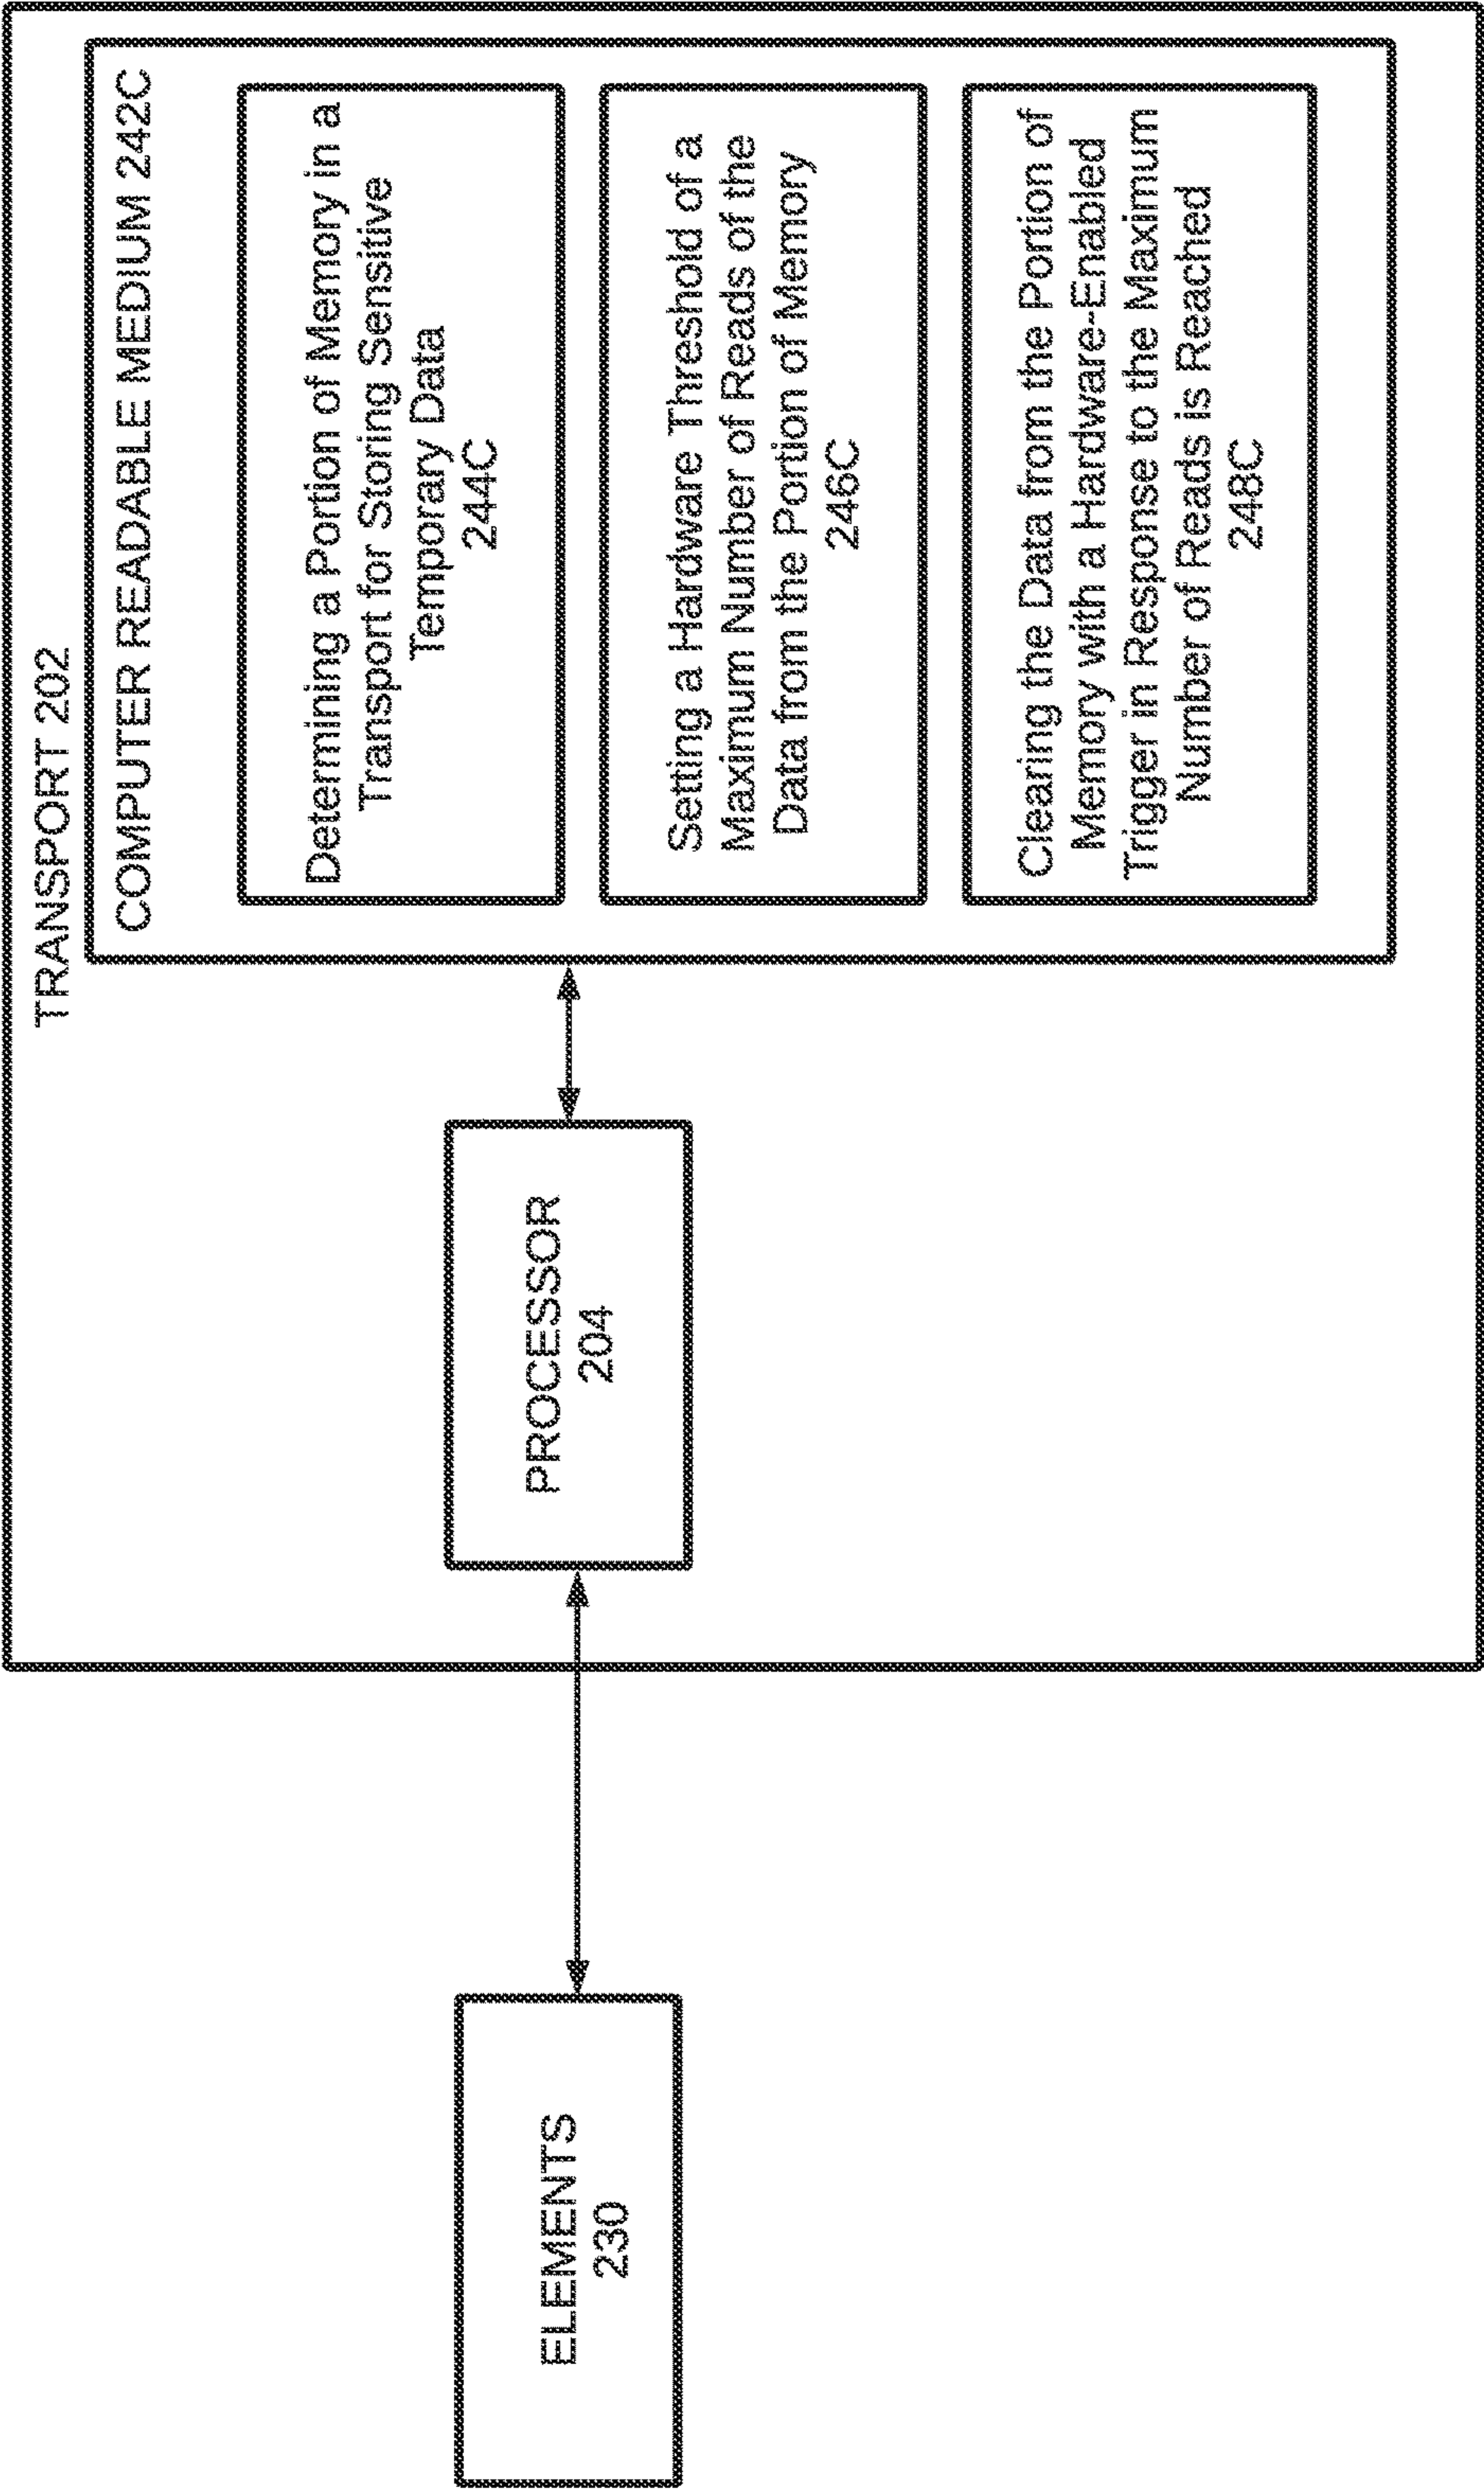 TRANSPORT 202
COMPUTER READABLE MEDIUM 242C
Determining a Portion of Memory in a
Transport for Storing Sensitive
Temporary Data
244C
Setting a Hardware Threshold of a
Maximum Number of Reads of the
Data from the Portion of Memory
246C
Clearing the Data from the Portion of
Memory with a Hardware-Enabled
Trigger in Response to the Maximum
Number of Reads is Reached
248C
PROCESSOR
204
ELEMENTS
230